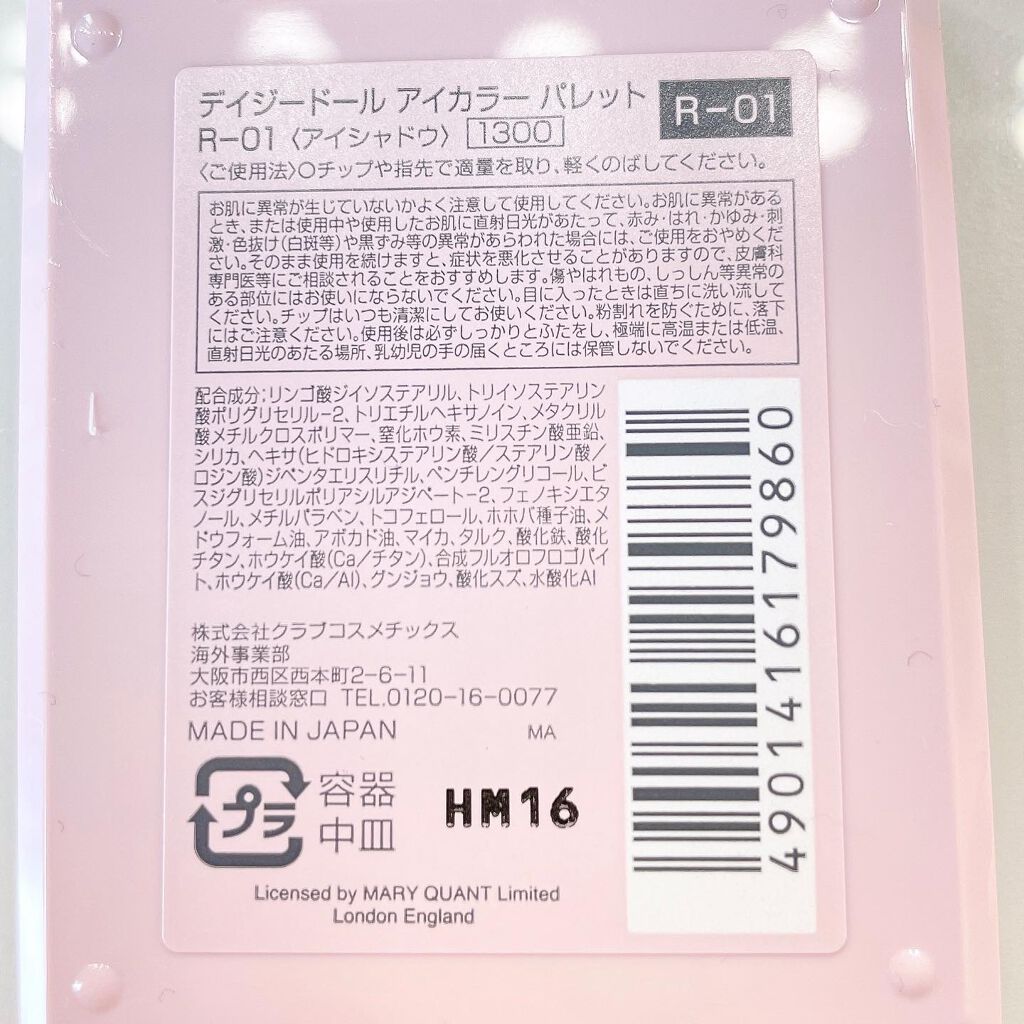 デイジードール アイカラー パレット
R-01
R-01〈アイシャドウ〉 1300
〈ご使用法〉○チップや指先で適量を取り、軽くのばしてください。
お肌に異常が生じていないかよく注意して使用してください。お肌に異常がある
とき、または使用中や使用したお肌に直射日光があたって、赤み・はれ・かゆみ・刺
激・色抜け(白斑等)や黒ずみ等の異常があらわれた場合には、ご使用をおやめくだ
さい。そのまま使用を続けますと、症状を悪化させることがありますので、皮膚科
専門医等にご相談されることをおすすめします。傷やはれもの、しっしん等異常の
ある部位にはお使いにならないでください。目に入ったときは直ちに洗い流して
ください。チップはいつも清潔にしてお使いください。粉割れを防ぐために、落下
にはご注意ください。使用後は必ずしっかりとふたをし、極端に高温または低温、
直射日光のあたる場所、乳幼児の手の届くところには保管しないでください。
配合成分:リンゴ酸ジイソステアリル、トリイソステアリン
酸ポリグリセリル-2、トリエチルヘキサノイン、メタクリル
酸メチルクロスポリマー、窒化ホウ素、ミリスチン酸亜鉛、
シリカ、ヘキサ(ヒドロキシステアリン酸/ステアリン酸/
ロジン酸)ジペンタエリスリチル、ペンチレングリコール、ビ
スジグリセリルポリアシルアジペート-2、フェノキシエタ
ノール、メチルパラベン、トコフェロール、ホホバ種子油、メ
ドウフォーム油、アボカド油、マイカ、タルク、酸化鉄、酸化
チタン、ホウケイ酸(Ca/チタン)、合成フルオロフロゴパイ
ト、ホウケイ酸(Ca/Al)、グンジョウ、酸化スズ、水酸化Al
4901416179860
株式会社クラブコスメチックス
海外事業部
大阪市西区西本町2-6-11
お客様相談窓口 TEL.0120-16-0077
MADE IN JAPAN MA
プラ
容器
中皿
HM16
Licensed by MARY QUANT Limited
London England